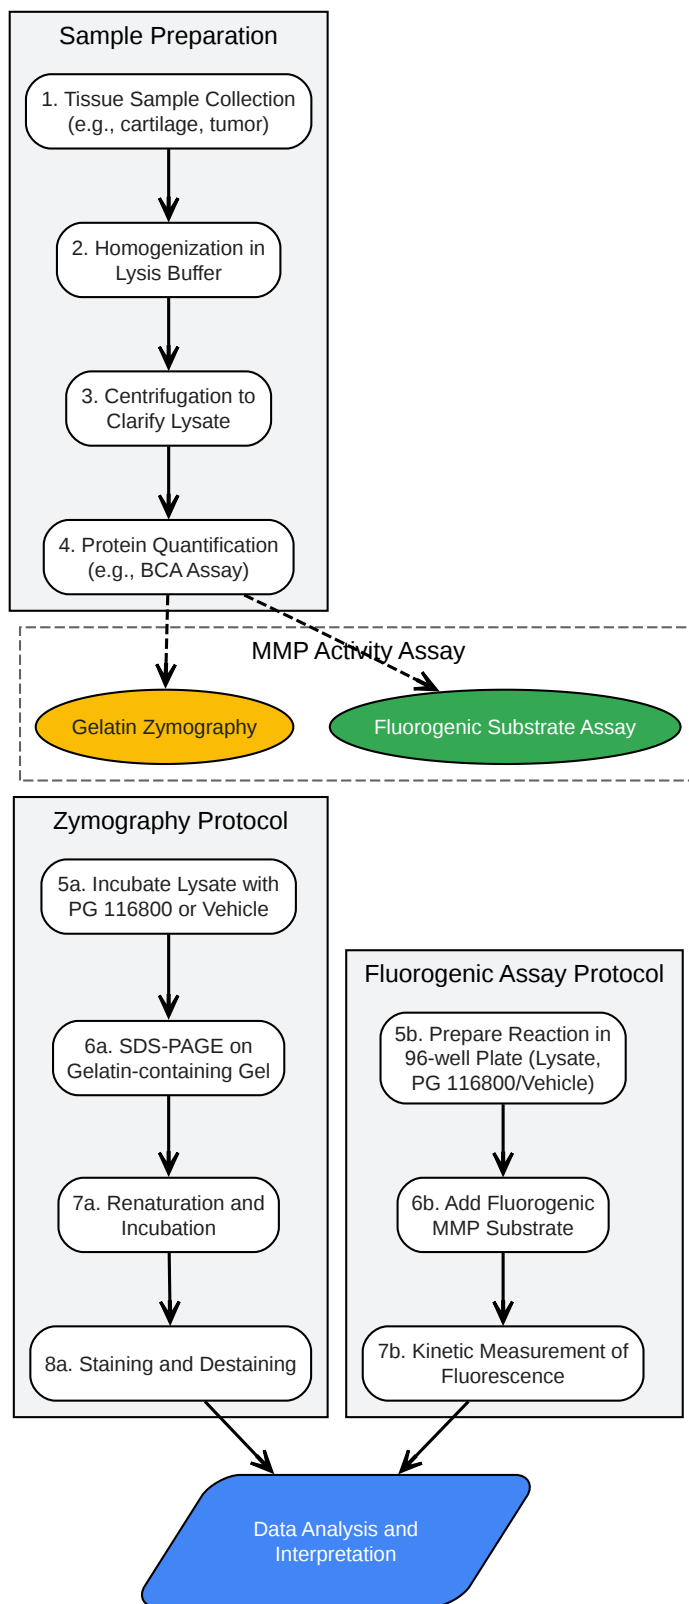 Sample Preparation
1. Tissue Sample Collection
(e.g., cartilage, tumor)
2. Homogenization in
Lysis Buffer
3. Centrifugation to
Clarify Lysate
4. Protein Quantification
(e.g., BCA Assay)
MMP Activity Assay
Gelatin Zymography
Fluorogenic Substrate Assay
Zymography Protocol
5a. Incubate Lysate with
PG 116800 or Vehicle
6a. SDS-PAGE on
Gelatin-containing Gel
7a. Renaturation and
Incubation
8a. Staining and Destaining
Fluorogenic Assay Protocol
5b. Prepare Reaction in
96-well Plate (Lysate,
PG 116800/Vehicle)
6b. Add Fluorogenic
MMP Substrate
7b. Kinetic Measurement of
Fluorescence
Data Analysis and
Interpretation